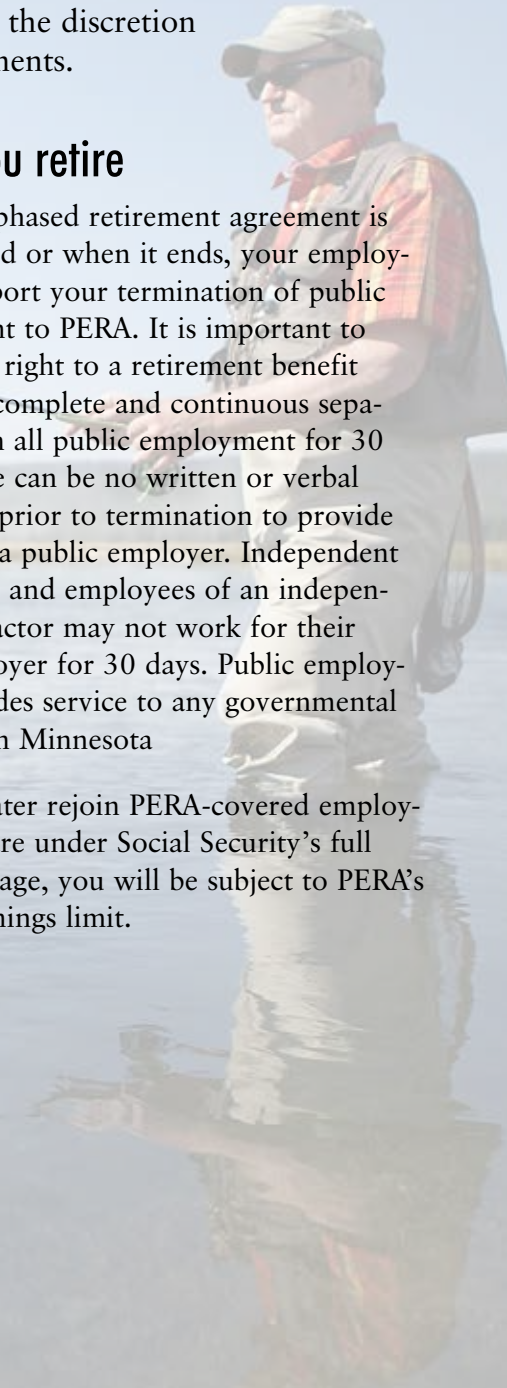 the discretion
nents.
ou retire
phased retirement agreement is
d or when it ends, your employ-
port your termination of public
nt to PERA. It is important to
right to a retirement benefit
complete and continuous sepa-
n all public employment for 30
e can be no written or verbal
prior to termination to provide
a public employer. Independent
and employees of an indepen-
actor may not work for their
oyer for 30 days. Public employ-
des service to any governmental
n Minnesota
ater rejoin PERA-covered employ-
re under Social Security’s full
age, you will be subject to PERA’s
nings limit.